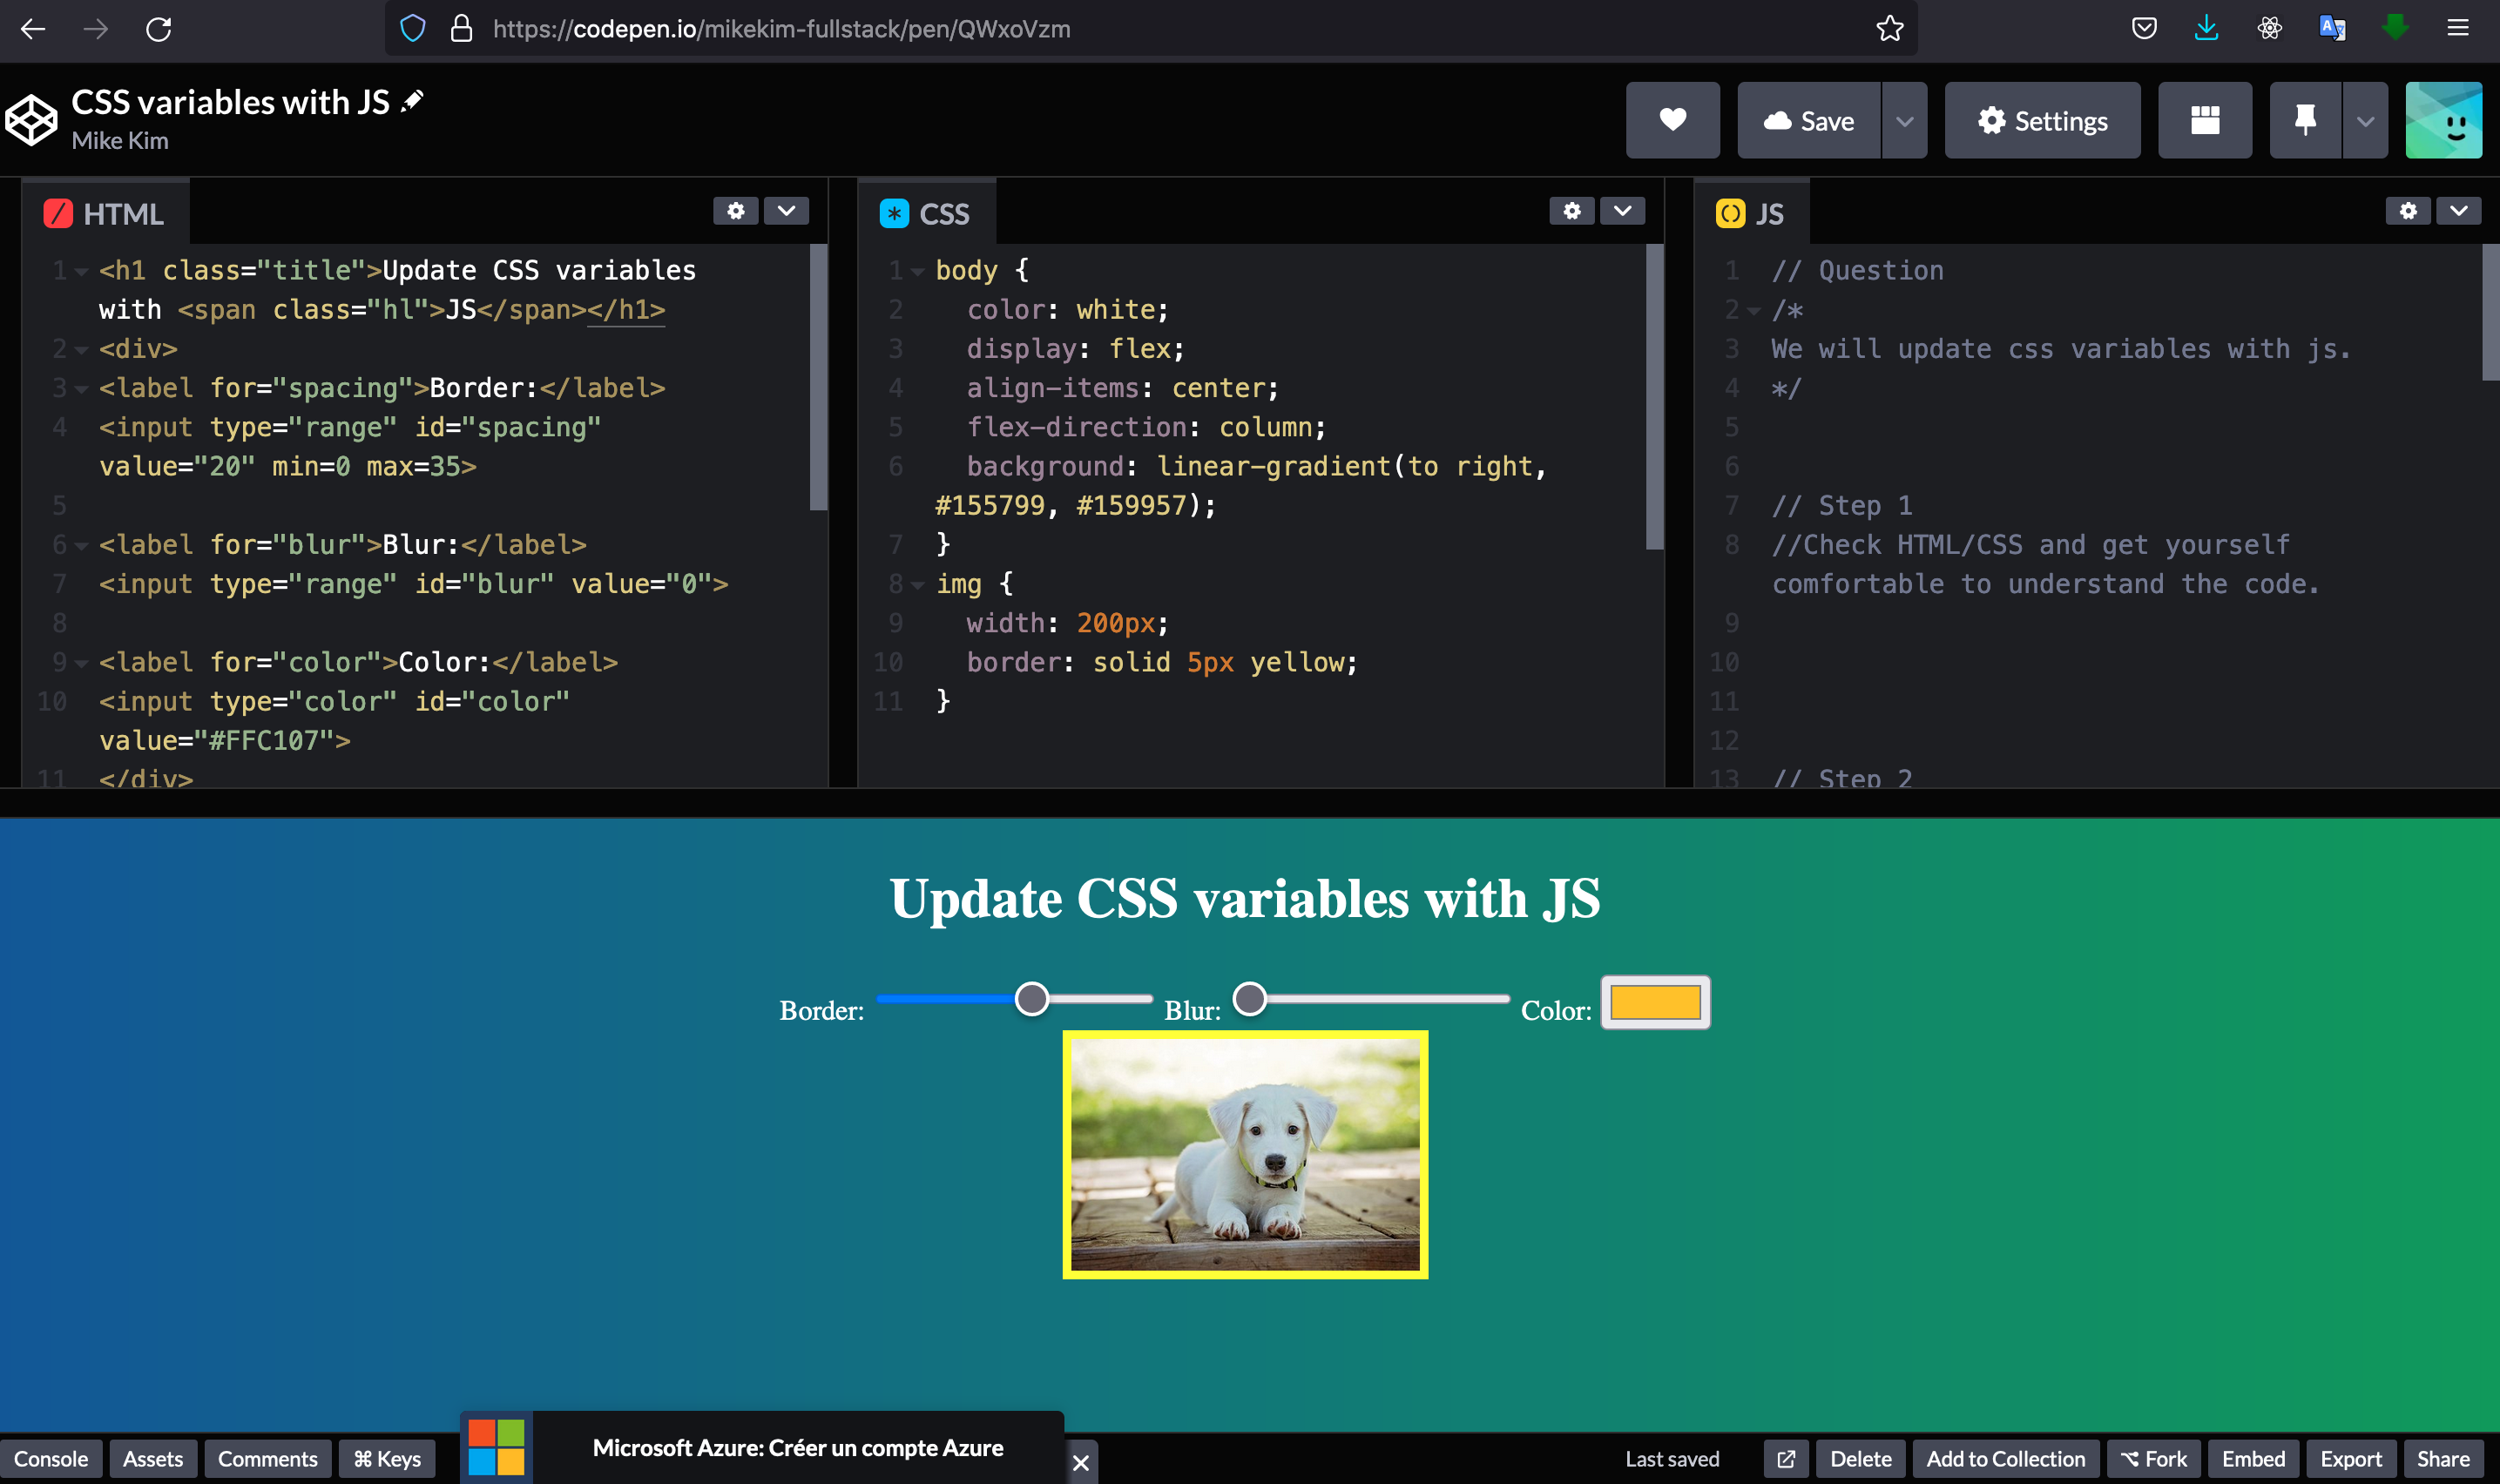 https://codepen.io/mikekim-fullstack/pen/QWxoVzm
CSS variables with JS
Mike Kim
Save
Settings
HTML
1 <h1 class="title">Update CSS variables
with <span class="hl">JS</span></h1>
2 <div>
3 <label for="spacing">Border:</label>
4 <input type="range" id="spacing"
value="20" min=0 max=35>
5
6 <label for="blur">Blur:</label>
7 <input type="range" id="blur" value="0">
8
9 <label for="color">Color:</label>
10 <input type="color" id="color"
value="#FFC107">
11 </div>
CSS
1 body {
2 color: white;
3 display: flex;
4 align-items: center;
5 flex-direction: column;
6 background: linear-gradient(to right,
#155799, #159957);
7 }
8 img {
9 width: 200px;
10 border: solid 5px yellow;
11 }
JS
1 // Question
2 /*
3 We will update css variables with js.
4 */
5
6
7 // Step 1
8 //Check HTML/CSS and get yourself
comfortable to understand the code.
9
10
11
12
13 // Step 2
Update CSS variables with JS
Border: Blur: Color:
Console Assets Comments ⌘ Keys
Microsoft Azure: Créer un compte Azure
Last saved Delete Add to Collection Fork Embed Export Share